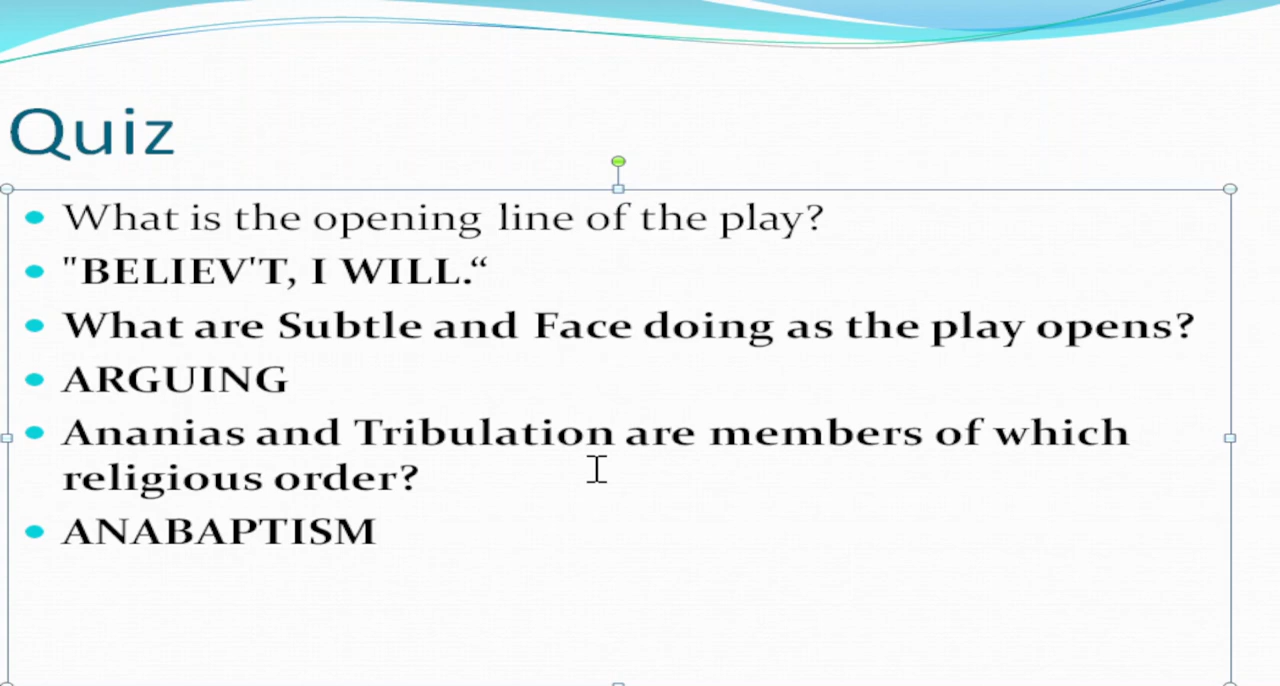 Quiz
What is the opening line of the play?
"BELIEV'T, I WILL.“
What are Subtle and Face doing as the play opens?
ARGUING
Ananias and Tribulation are members of which
religious order?
ANABAPTISM